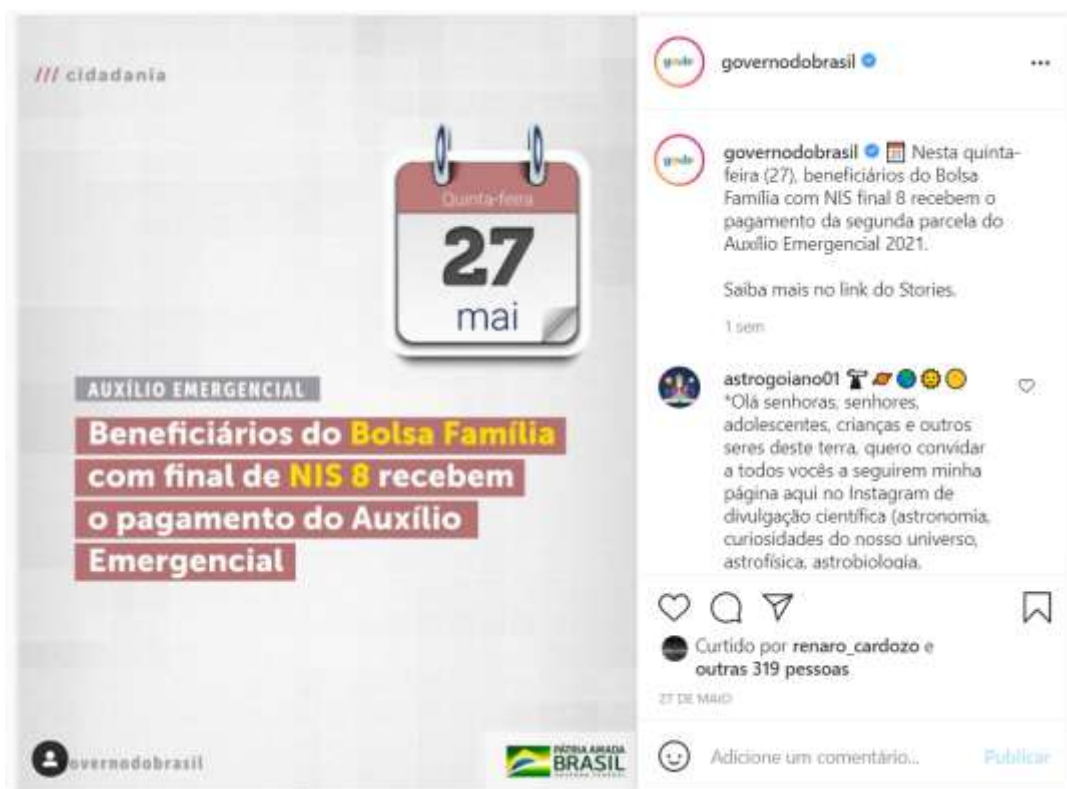 /// cidadania
Quinta-feira
27
mai
AUXÍLIO EMERGENCIAL
Beneficiários do Bolsa Família
com final de NIS 8 recebem
o pagamento do Auxílio
Emergencial
overnodobrasil
PÁTRIA AMADA
BRASIL
GOVERNO FEDERAL
governodobrasil
governodobrasil Nesta quinta-
feira (27), beneficiários do Bolsa
Família com NIS final 8 recebem o
pagamento da segunda parcela do
Auxílio Emergencial 2021.
Saiba mais no link do Stories.
1 sem
astrogoiano01
"Olá senhoras, senhores,
adolescentes, crianças e outros
seres deste terra, quero convidar
a todos vocês a seguirem minha
página aqui no Instagram de
divulgação científica (astronomia,
curiosidades do nosso universo,
astrofísica, astrobiologia,
Curtido por renaro_cardozo e
outras 319 pessoas
27 DE MAIO
Adicione um comentário... Publicar